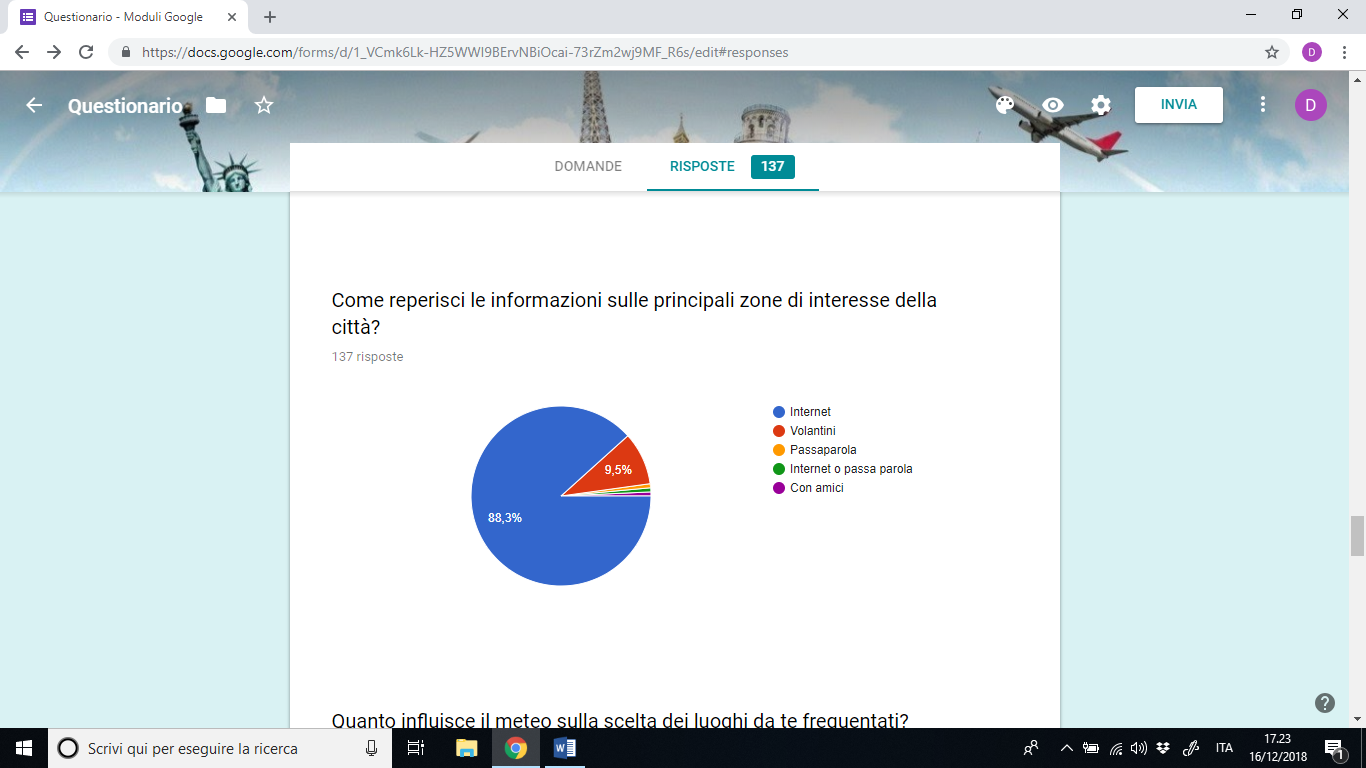 Questionario - Moduli Google
https://docs.google.com/forms/d/1_VCmk6Lk-HZ5WWI9BErvNBiOcai-73rZm2wj9MF_R6s/edit#responses
D
Questionario
INVIA
D
DOMANDE
RISPOSTE
137
Come reperisci le informazioni sulle principali zone di interesse della
città?
137 risposte
9,5%
88,3%
Internet
Volantini
Passaparola
Internet o passa parola
Con amici
Quanto influisce il meteo sulla scelta dei luoghi da te frequentati?
Scrivi qui per eseguire la ricerca
ITA
17.23
16/12/2018
1